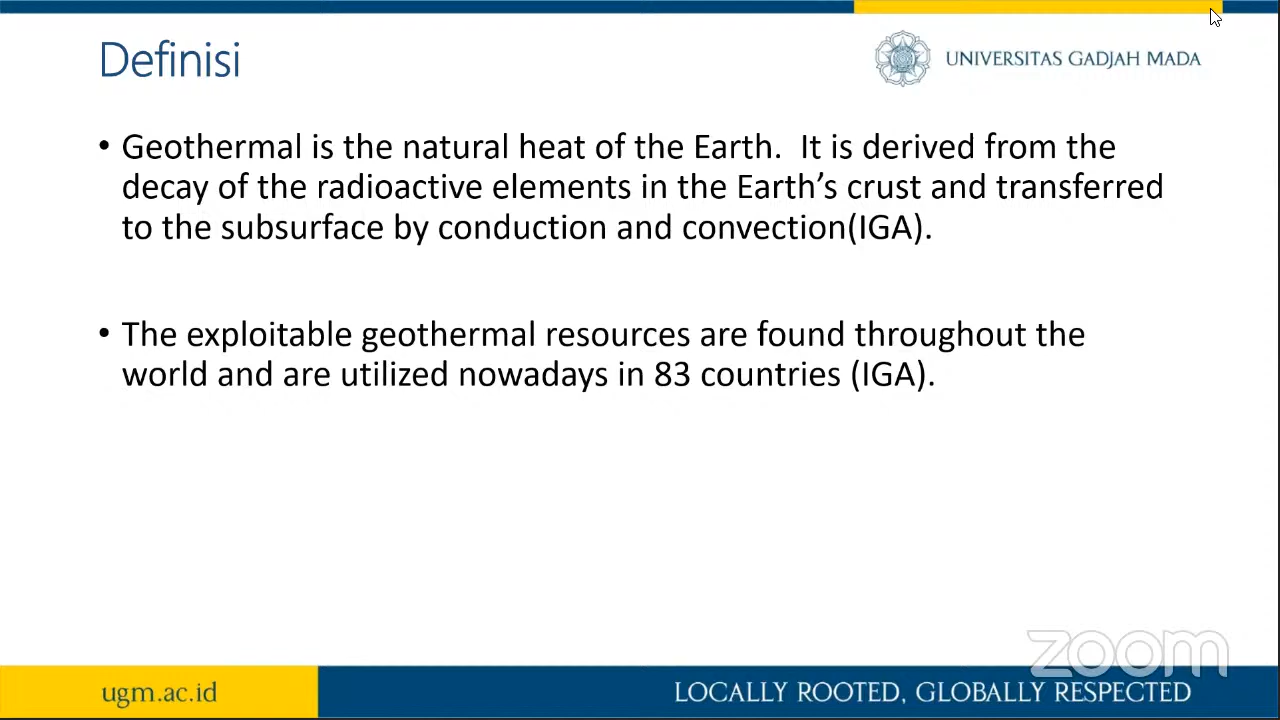 Definisi
UNIVERSITAS GADJAH MADA
• Geothermal is the natural heat of the Earth.  It is derived from the
decay of the radioactive elements in the Earth’s crust and transferred
to the subsurface by conduction and convection(IGA).
• The exploitable geothermal resources are found throughout the
world and are utilized nowadays in 83 countries (IGA).
zoom
ugm.ac.id
LOCALLY ROOTED, GLOBALLY RESPECTED